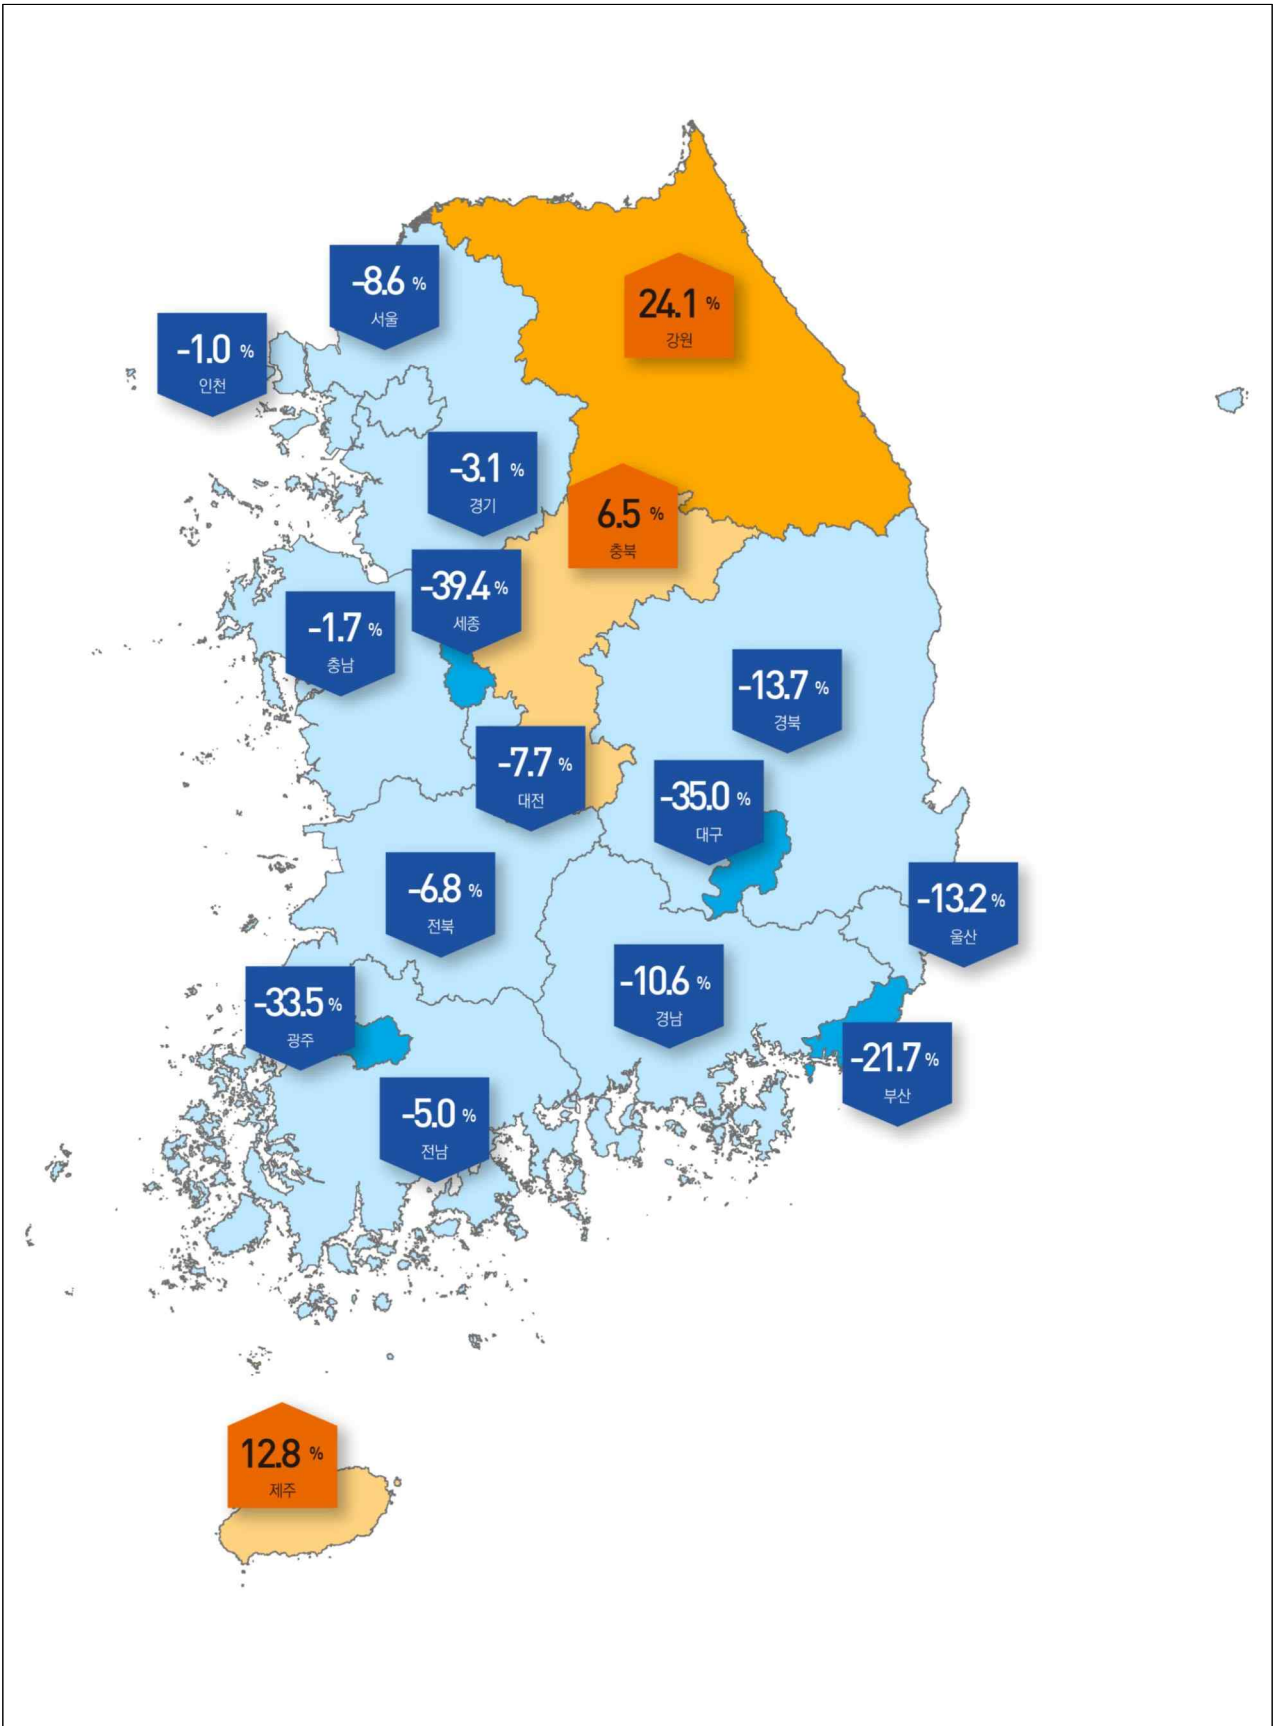 -8.6 %
서울
24.1 %
강원
-1.0 %
인천
-3.1 %
경기
6.5 %
충북
-39.4 %
세종
-1.7 %
충남
-13.7 %
경북
-7.7 %
대전
-35.0 %
대구
-6.8 %
전북
-13.2 %
울산
-10.6 %
경남
-33.5 %
광주
-21.7 %
부산
-5.0 %
전남
12.8 %
제주